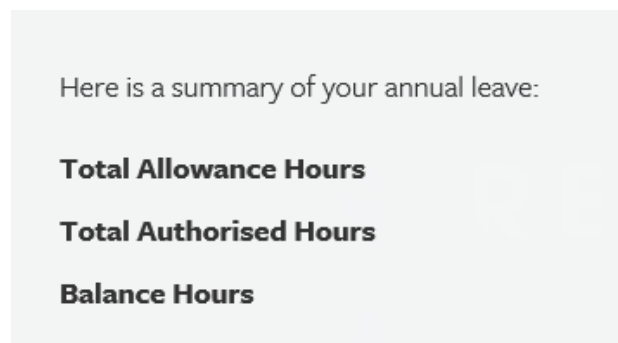 Here is a summary of your annual leave:
Total Allowance Hours
Total Authorised Hours
Balance Hours